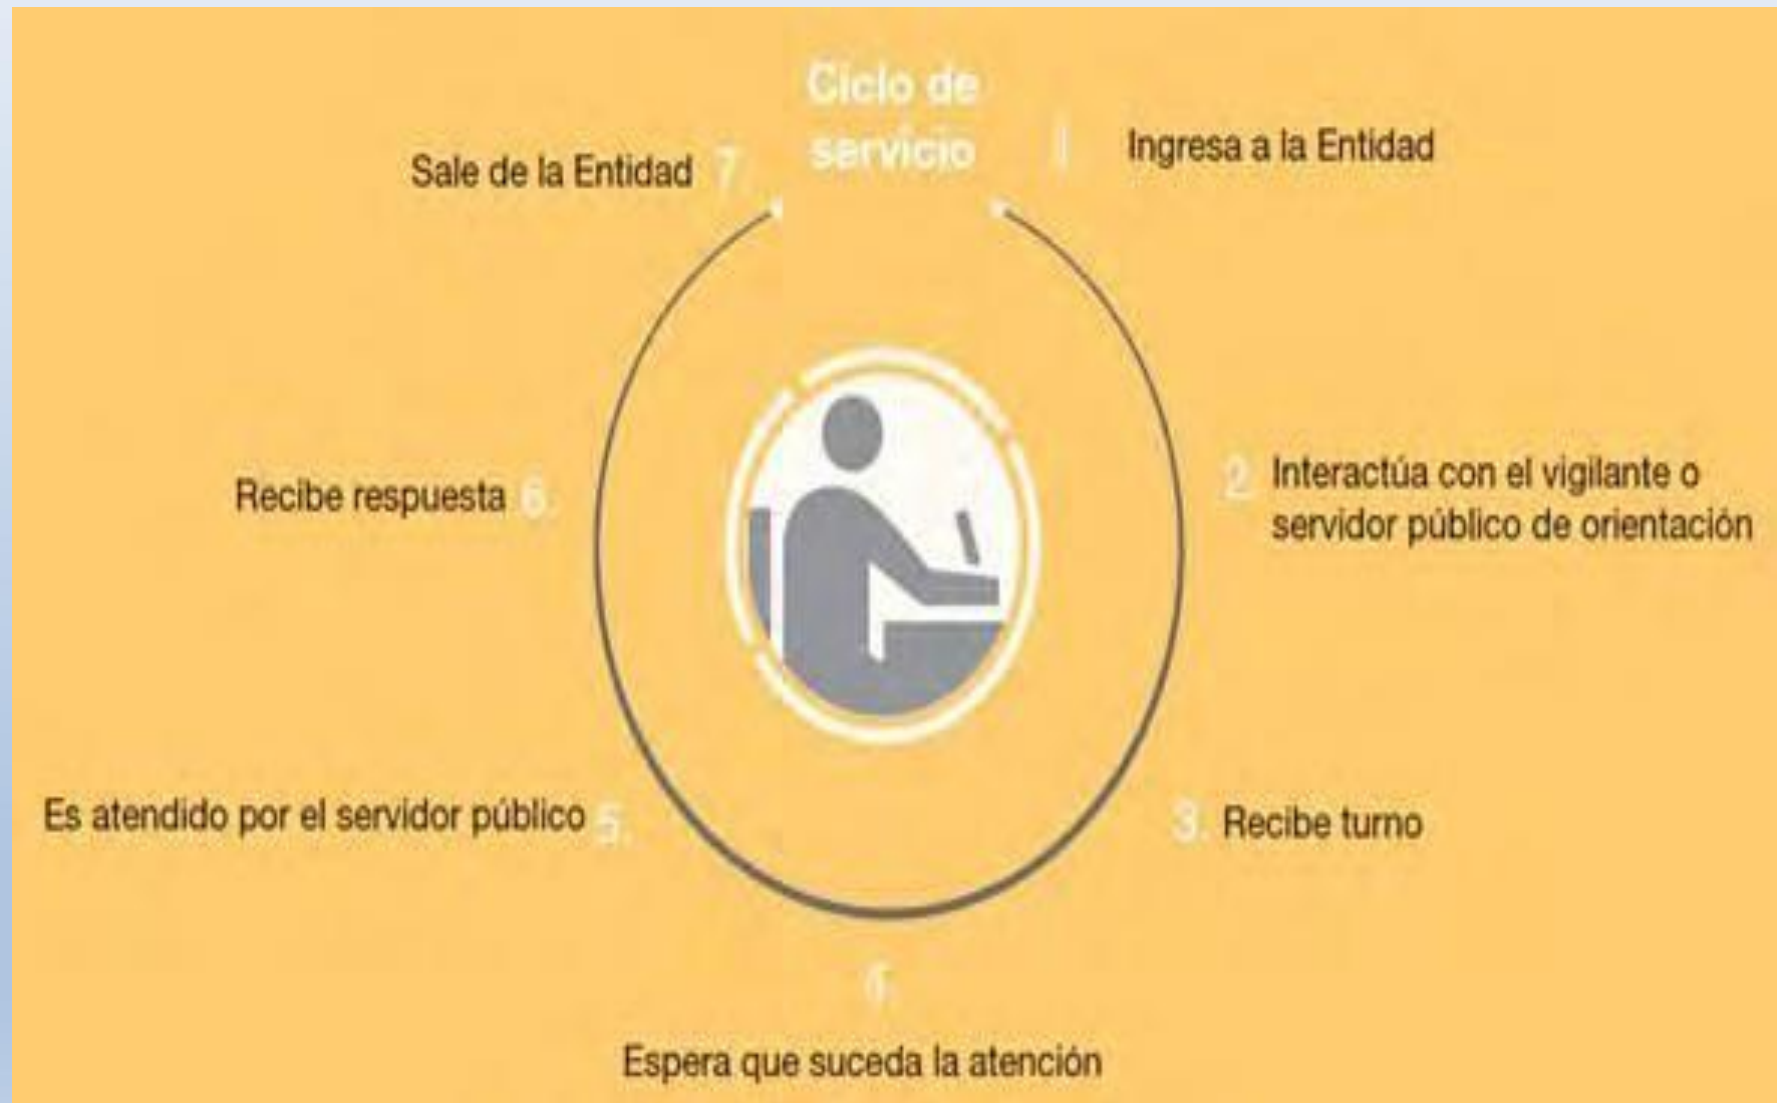 Ciclo de
servicio
1 Ingresa a la Entidad
2 Interactúa con el vigilante o
servidor público de orientación
3. Recibe turno
4.
Espera que suceda la atención
Es atendido por el servidor público 5.
Recibe respuesta 6.
Sale de la Entidad 7